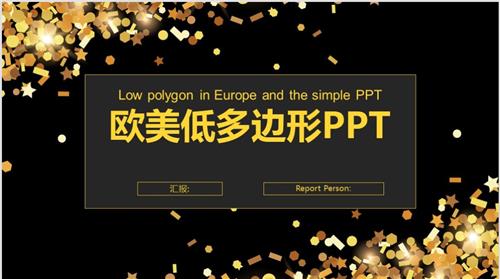 Low polygon in Europe and the simple PPT
欧美低多边形PPT
汇报:
Report Person: